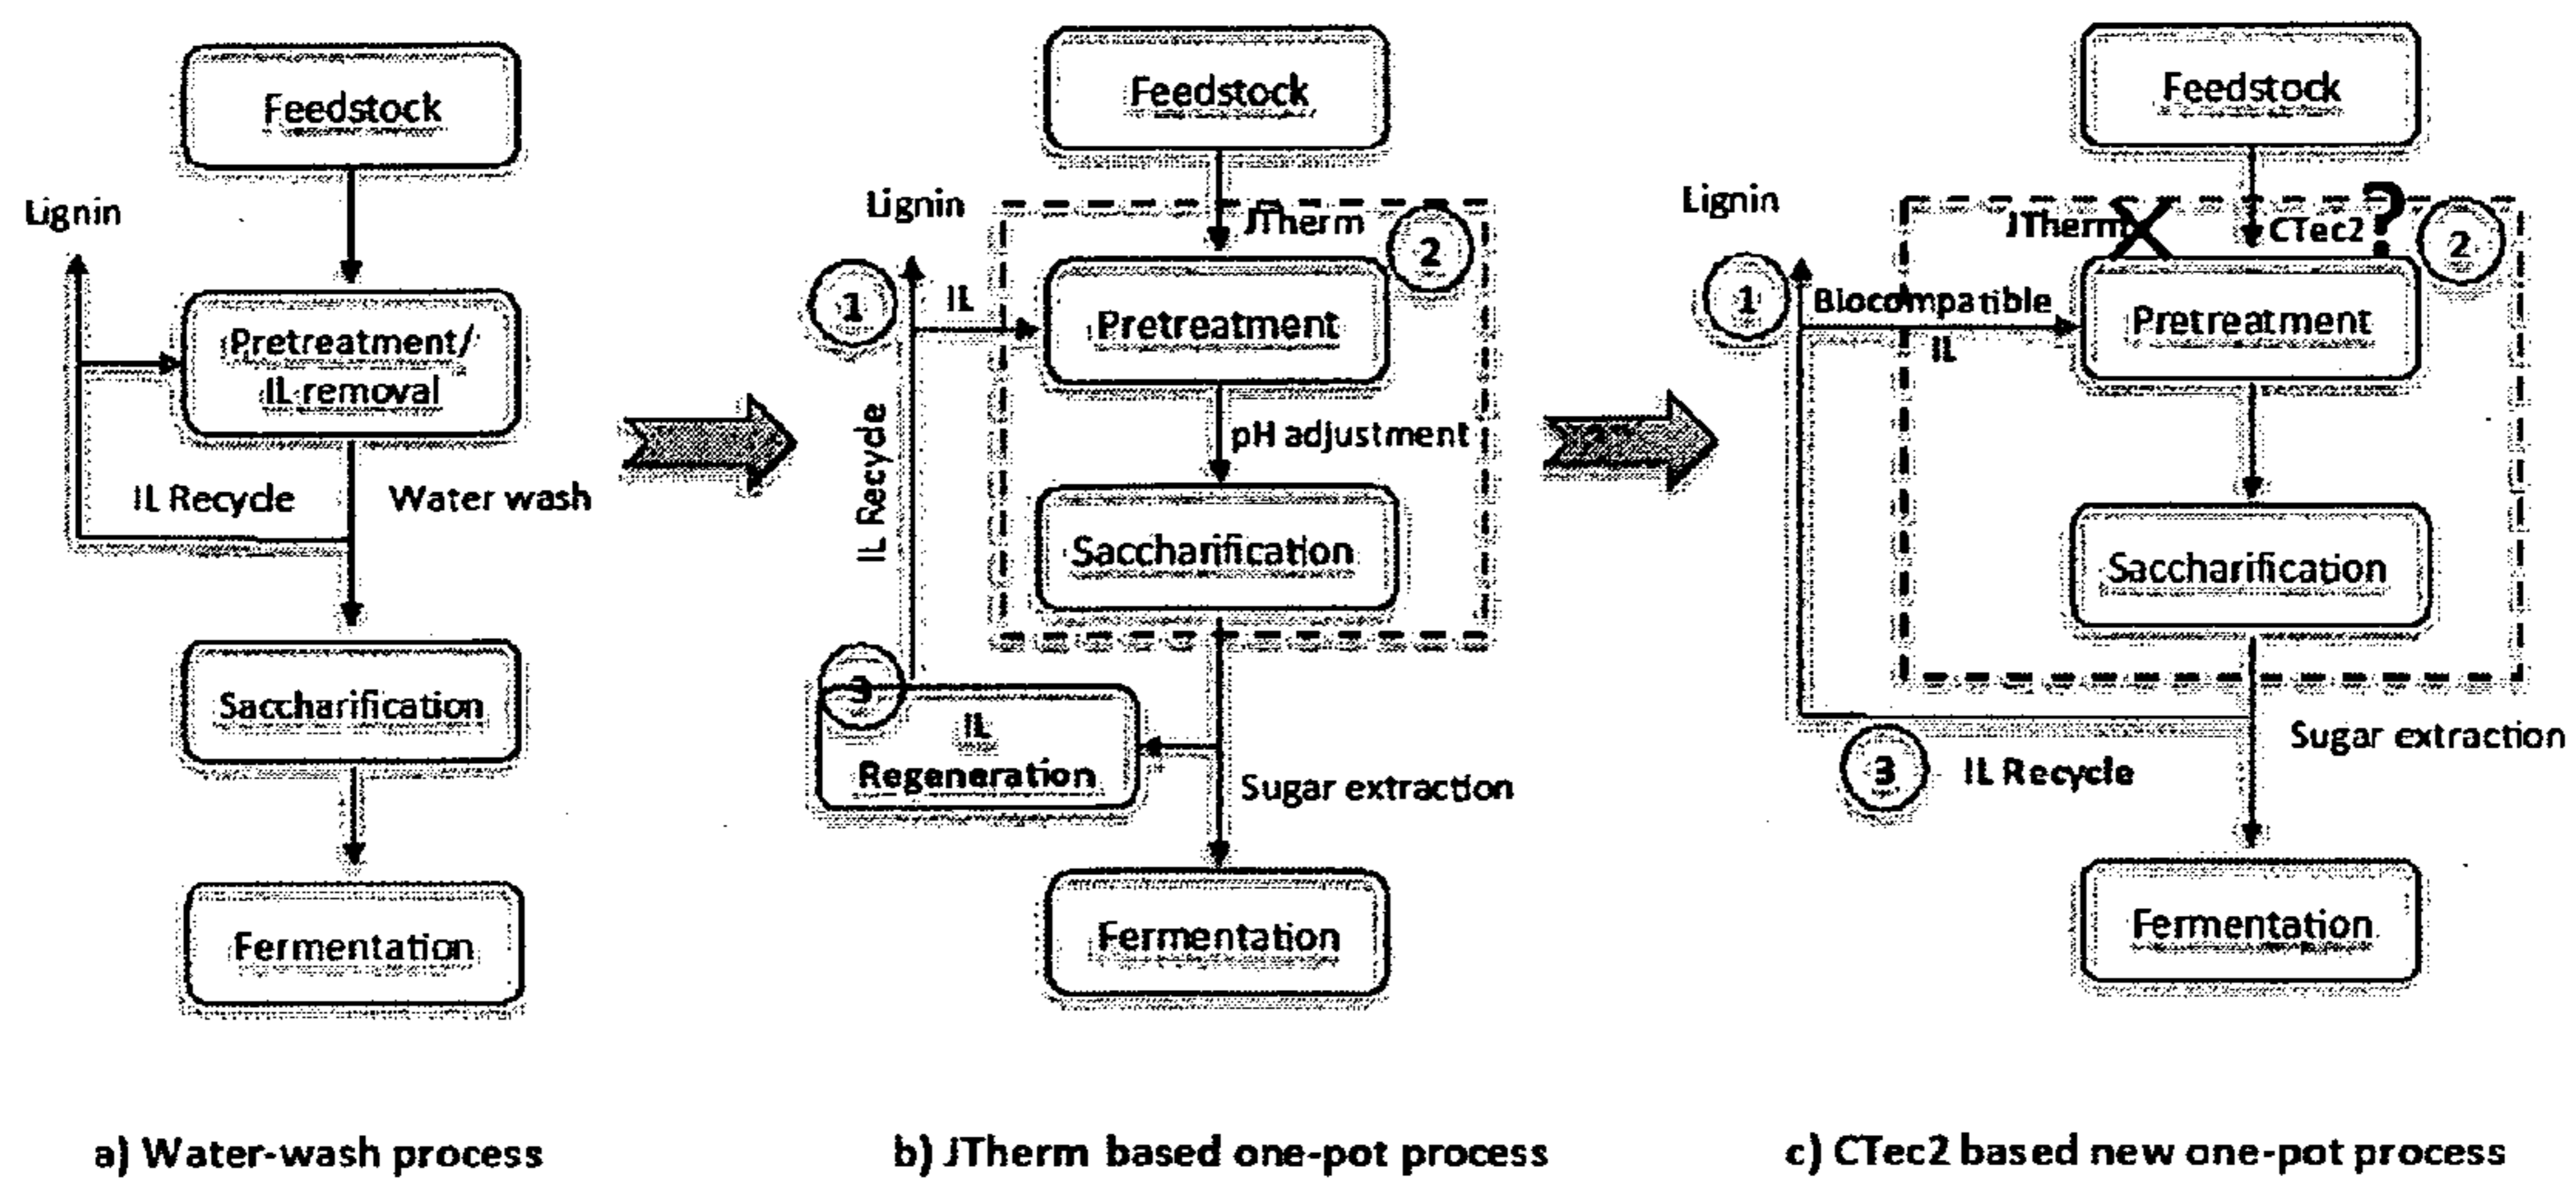 Feedstock
Lignin
Pretreatment/
IL removal
IL Recycle
Water wash
Saccharification
Fermentation
a) Water-wash process
Feedstock
Lignin
JTherm
2
1
IL
Pretreatment
IL Recycle
pH adjustment
Saccharification
3
IL
Regeneration
Sugar extraction
Fermentation
b) JTherm based one-pot process
Feedstock
Lignin
JTherm X
CTec2 ?
2
1
Biocompatible
IL
Pretreatment
Saccharification
3
IL Recycle
Sugar extraction
Fermentation
c) CTec2 based new one-pot process